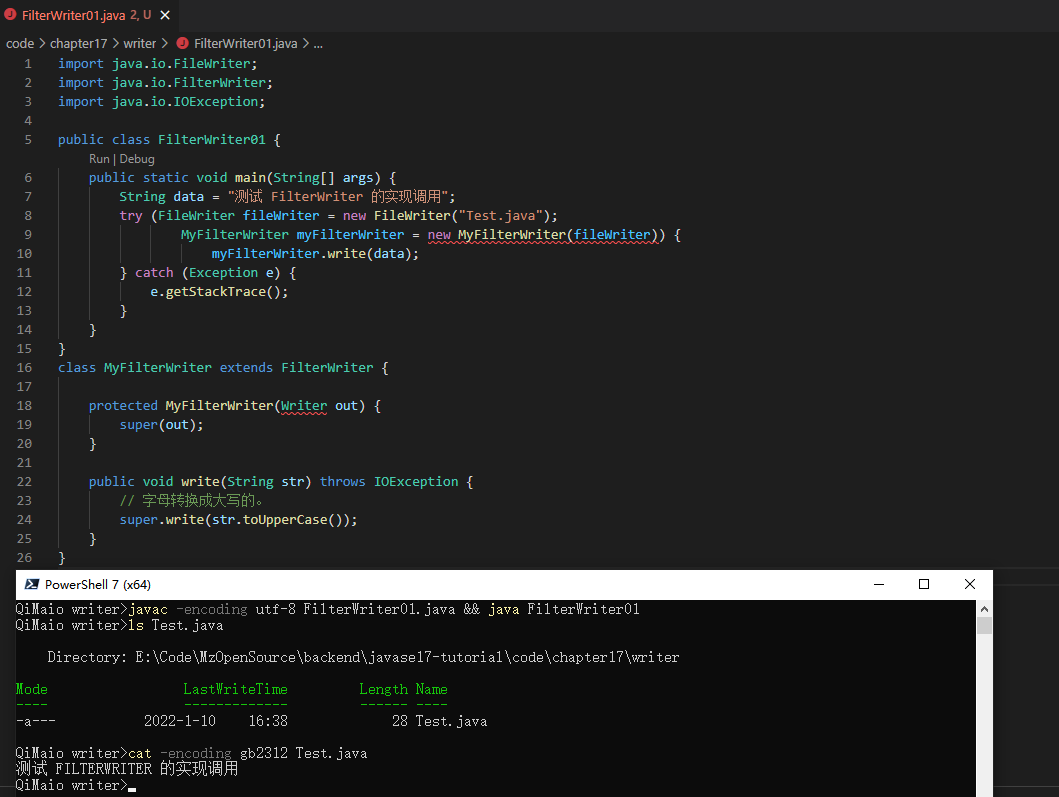 FilterWriter01.java 2, U ×
code > chapter17 > writer > FilterWriter01.java > ...
1 import java.io.FileWriter;
2 import java.io.FilterWriter;
3 import java.io.IOException;
4
5 public class FilterWriter01 {
Run | Debug
6 public static void main(String[] args) {
7 String data = "测试 FilterWriter 的实现调用";
8 try (FileWriter fileWriter = new FileWriter("Test.java");
9 MyFilterWriter myFilterWriter = new MyFilterWriter(fileWriter)) {
10 myFilterWriter.write(data);
11 } catch (Exception e) {
12 e.getStackTrace();
13 }
14 }
15 }
16 class MyFilterWriter extends FilterWriter {
17
18 protected MyFilterWriter(Writer out) {
19 super(out);
20 }
21
22 public void write(String str) throws IOException {
23 // 字母转换成大写的。
24 super.write(str.toUpperCase());
25 }
26 }
PowerShell 7 (x64)
QiMaio writer>javac -encoding utf-8 FilterWriter01.java && java FilterWriter01
QiMaio writer>ls Test.java
Directory: E:\Code\MzOpenSource\backend\javase17-tutorial\code\chapter17\writer
Mode LastWriteTime Length Name
---- ------------- ------ ----
-a--- 2022-1-10 16:38 28 Test.java
QiMaio writer>cat -encoding gb2312 Test.java
测试 FILTERWRITER 的实现调用
QiMaio writer>